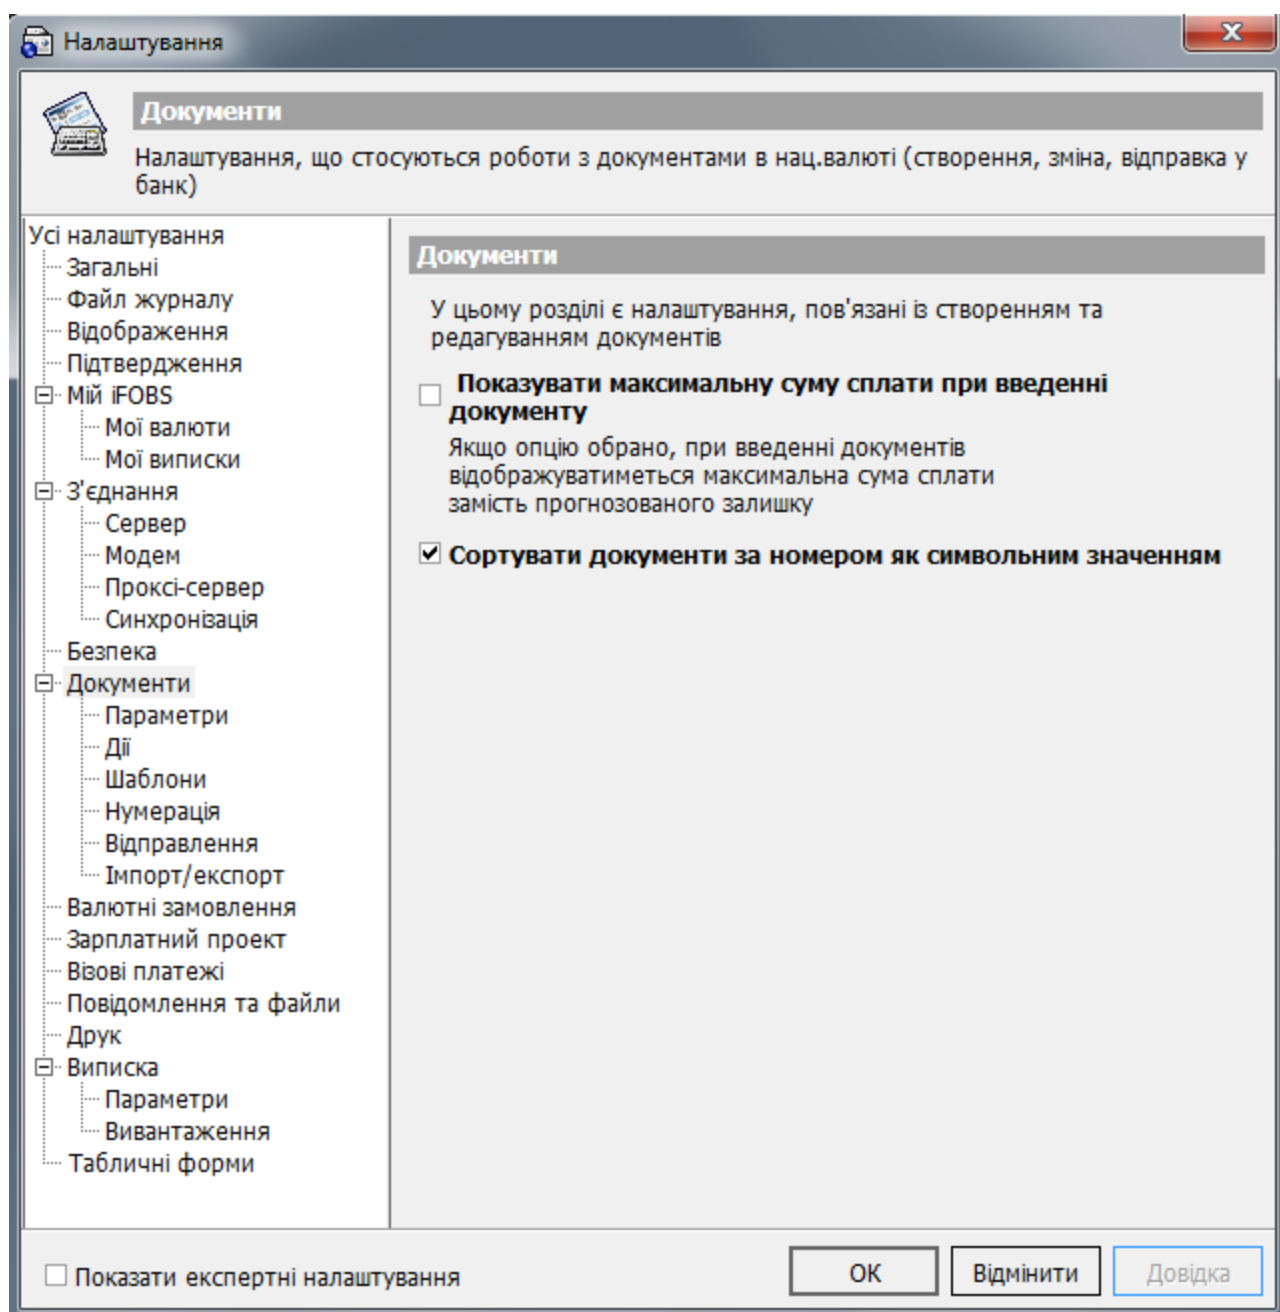 Налаштування
Документи
Налаштування, що стосуються роботи з документами в нац.валюті (створення, зміна, відправка у
банк)
Усі налаштування
Загальні
Файл журналу
Відображення
Підтвердження
Мій iFOBS
Мої валюти
Мої виписки
З'єднання
Сервер
Модем
Проксі-сервер
Синхронізація
Безпека
Документи
Параметри
Дії
Шаблони
Нумерація
Відправлення
Імпорт/експорт
Валютні замовлення
Зарплатний проект
Візові платежі
Повідомлення та файли
Друк
Виписка
Параметри
Вивантаження
Табличні форми
Документи
У цьому розділі є налаштування, пов'язані із створенням та
редагуванням документів
Показувати максимальну суму сплати при введенні
документу
Якщо опцію обрано, при введенні документів
відображуватиметься максимальна сума сплати
замість прогнозованого залишку
Сортувати документи за номером як символьним значенням
Показати експертні налаштування
ОК
Відмінити
Довідка